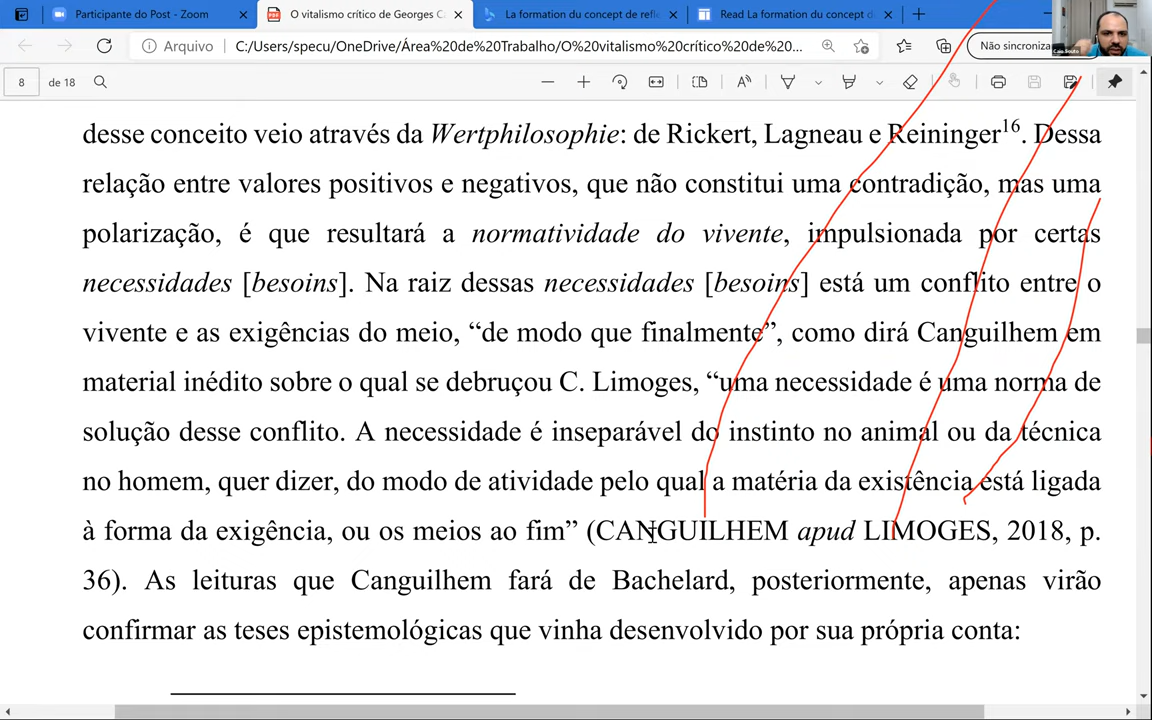 Participante do Post - Zoom
O vitalismo crítico de Georges C
La formation du concept de refle
Read La formation du concept d
Arquivo
C:/Users/specu/OneDrive/Área%20de%20Trabalho/O%20vitalismo%20crítico%20de%20...
Não sincroniza
Caio Souto
8 de 18
desse conceito veio através da Wertphilosophie: de Rickert, Lagneau e Reininger16. Dessa
relação entre valores positivos e negativos, que não constitui uma contradição, mas uma
polarização, é que resultará a normatividade do vivente, impulsionada por certas
necessidades [besoins]. Na raiz dessas necessidades [besoins] está um conflito entre o
vivente e as exigências do meio, “de modo que finalmente”, como dirá Canguilhem em
material inédito sobre o qual se debruçou C. Limoges, “uma necessidade é uma norma de
solução desse conflito. A necessidade é inseparável do instinto no animal ou da técnica
no homem, quer dizer, do modo de atividade pelo qual a matéria da existência está ligada
à forma da exigência, ou os meios ao fim” (CANGUILHEM apud LIMOGES, 2018, p.
36). As leituras que Canguilhem fará de Bachelard, posteriormente, apenas virão
confirmar as teses epistemológicas que vinha desenvolvido por sua própria conta: